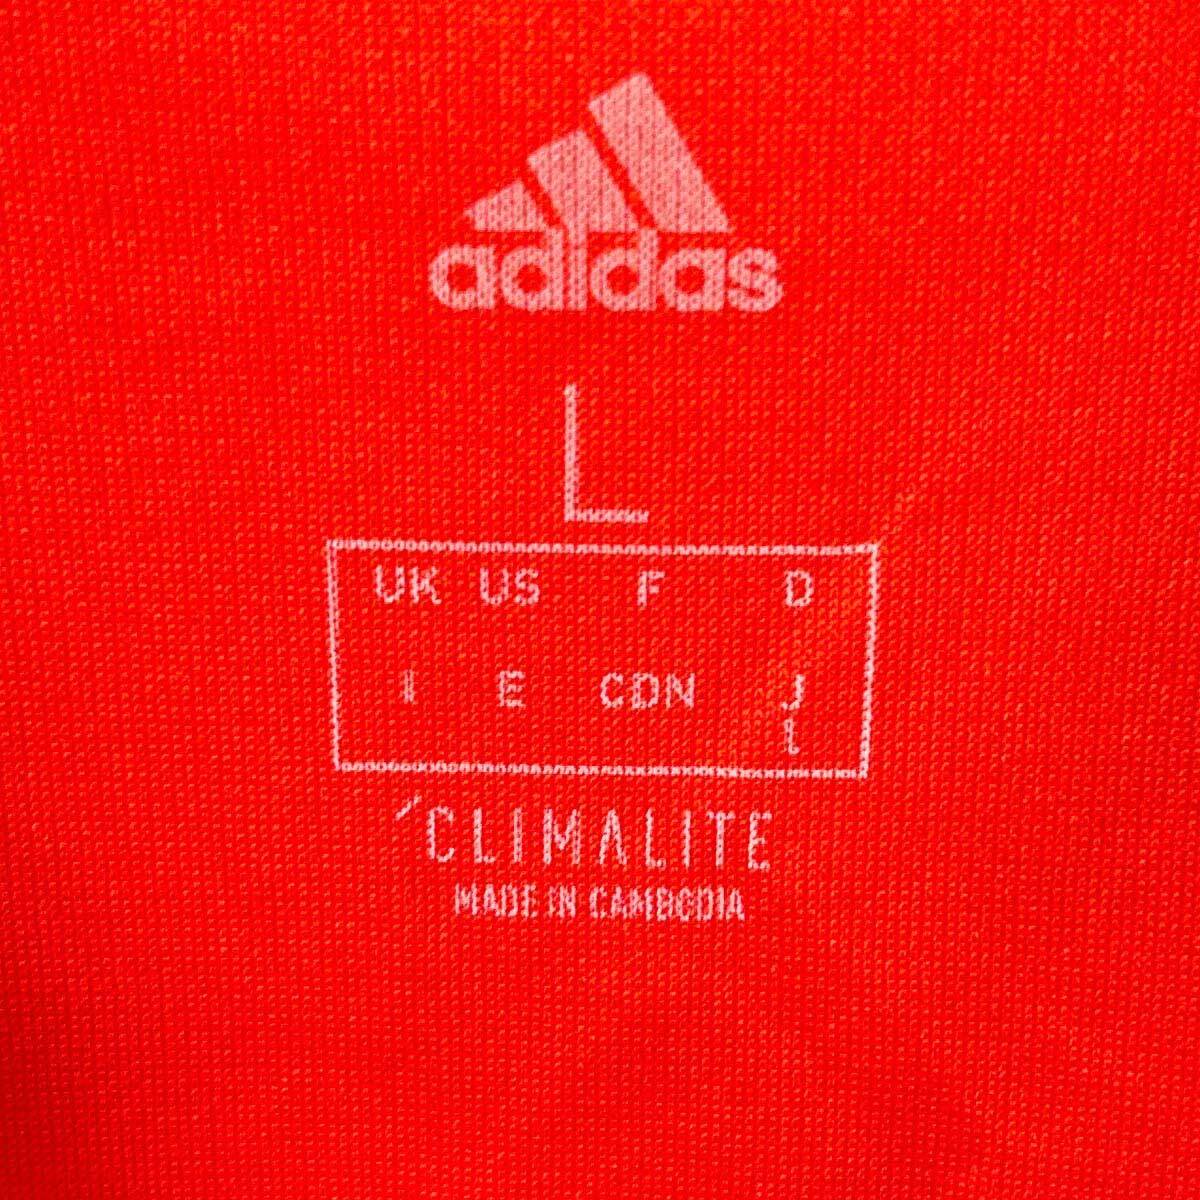 adidas
L
UK US F D
I E CDN J
CLIMALITE
MADE IN CAMBODIA